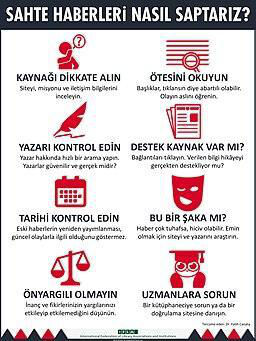 SAHTE HABERLERİ NASIL SAPTARIZ?
KAYNAĞI DİKKATE ALIN
Siteyi, misyonu ve iletişim bilgilerini
inceleyin.
ÖTESİNİ OKUYUN
Başlıklar, tıklansın diye abartılı olabilir.
Olayın aslını öğrenin.
YAZARI KONTROL EDİN
Yazar hakkında hızlı bir arama yapın.
Yazarlar güvenilir ve gerçek midir?
DESTEK KAYNAK VAR MI?
Bağlantıları tıklayın. Verilen bilgi hikâyeyi
gerçekten destekliyor mu?
TARİHİ KONTROL EDİN
Eski haberlerin yeniden yayımlanması,
güncel olaylarla ilgili olduğunu göstermez.
BU BİR ŞAKA MI?
Haber çok tuhafsa, hiciv olabilir. Emin
olmak için siteyi ve yazarını araştırın.
ÖNYARGILI OLMAYIN
İnanç ve fikirlerinizin yargılarınızı
etkileyip etkilemediğini düşünün.
UZMANLARA SORUN
Bir kütüphaneciye sorun ya da bir
doğrulama sitesine danışın.
IFLA
International Federation of Library Associations and Institutions